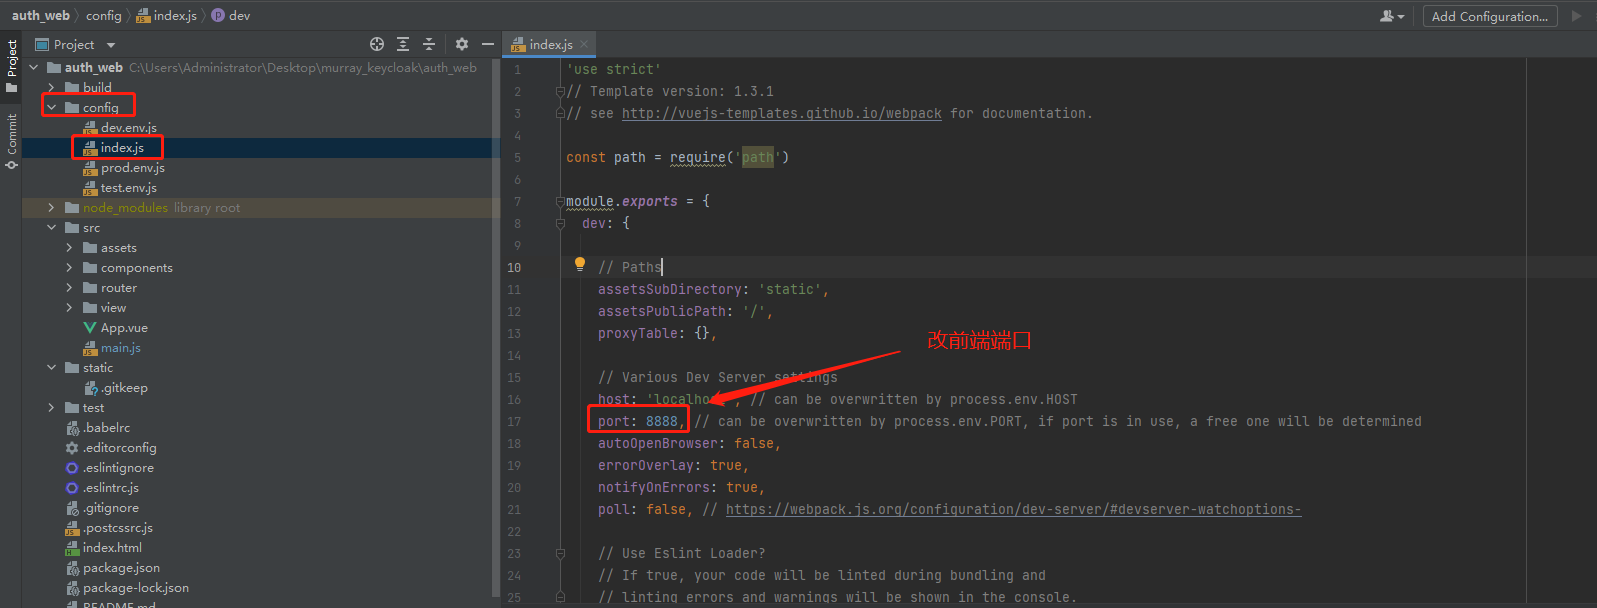 auth_web config index.js dev
Add Configuration...
Project
index.js
Project
Commit
auth_web C:\Users\Administrator\Desktop\murray_keycloak\auth_web
build
config
dev.env.js
index.js
prod.env.js
test.env.js
node_modules library root
src
assets
components
router
view
App.vue
main.js
static
.gitkeep
test
.babelrc
.editorconfig
.eslintignore
.eslintrc.js
.gitignore
.postcssrc.js
index.html
package.json
package-lock.json
README.md
1 'use strict'
2 // Template version: 1.3.1
3 // see http://vuejs-templates.github.io/webpack for documentation.
4
5 const path = require('path')
6
7 module.exports = {
8 dev: {
9
10 // Paths
11 assetsSubDirectory: 'static',
12 assetsPublicPath: '/',
13 proxyTable: {},
14
改前端端口
15 // Various Dev Server settings
16 host: 'localho , // can be overwritten by process.env.HOST
17 port: 8888, // can be overwritten by process.env.PORT, if port is in use, a free one will be determined
18 autoOpenBrowser: false,
19 errorOverlay: true,
20 notifyOnErrors: true,
21 poll: false, // https://webpack.js.org/configuration/dev-server/#devserver-watchoptions-
22
23 // Use Eslint Loader?
24 // If true, your code will be linted during bundling and
25 // linting errors and warnings will be shown in the console.